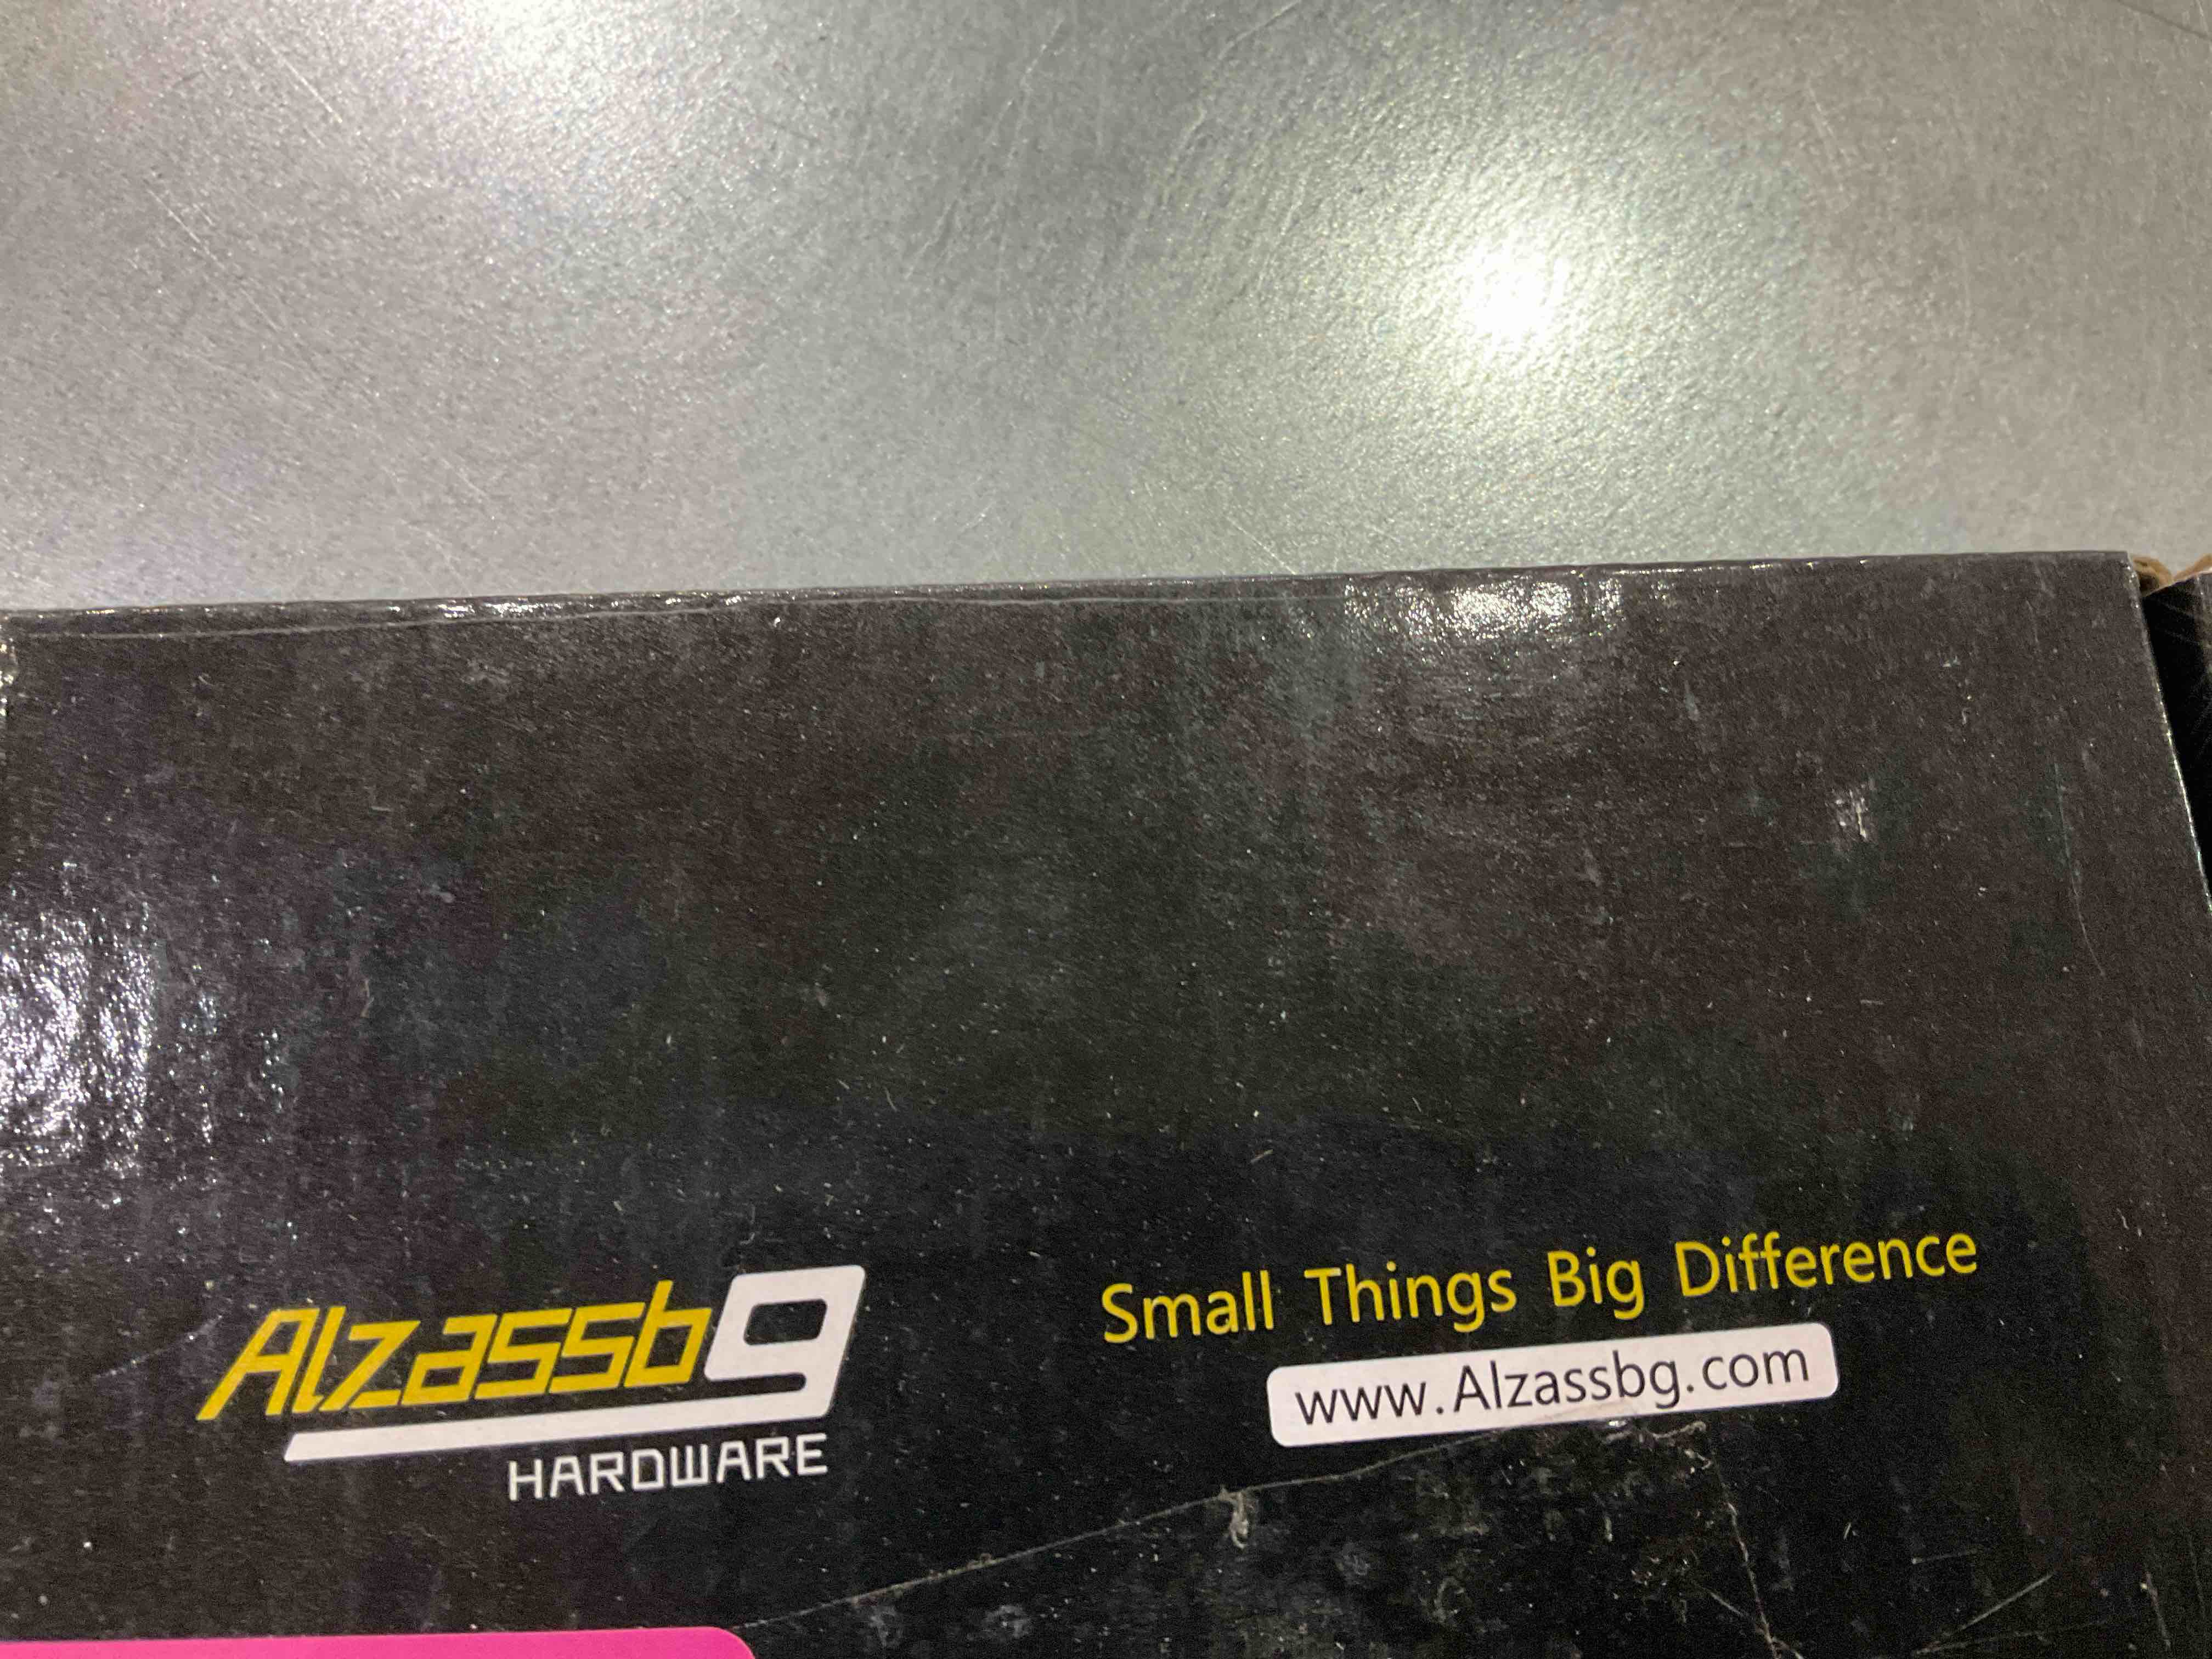 Alzassbg
HARDWARE
Small Things Big Difference
www.Alzassbg.com